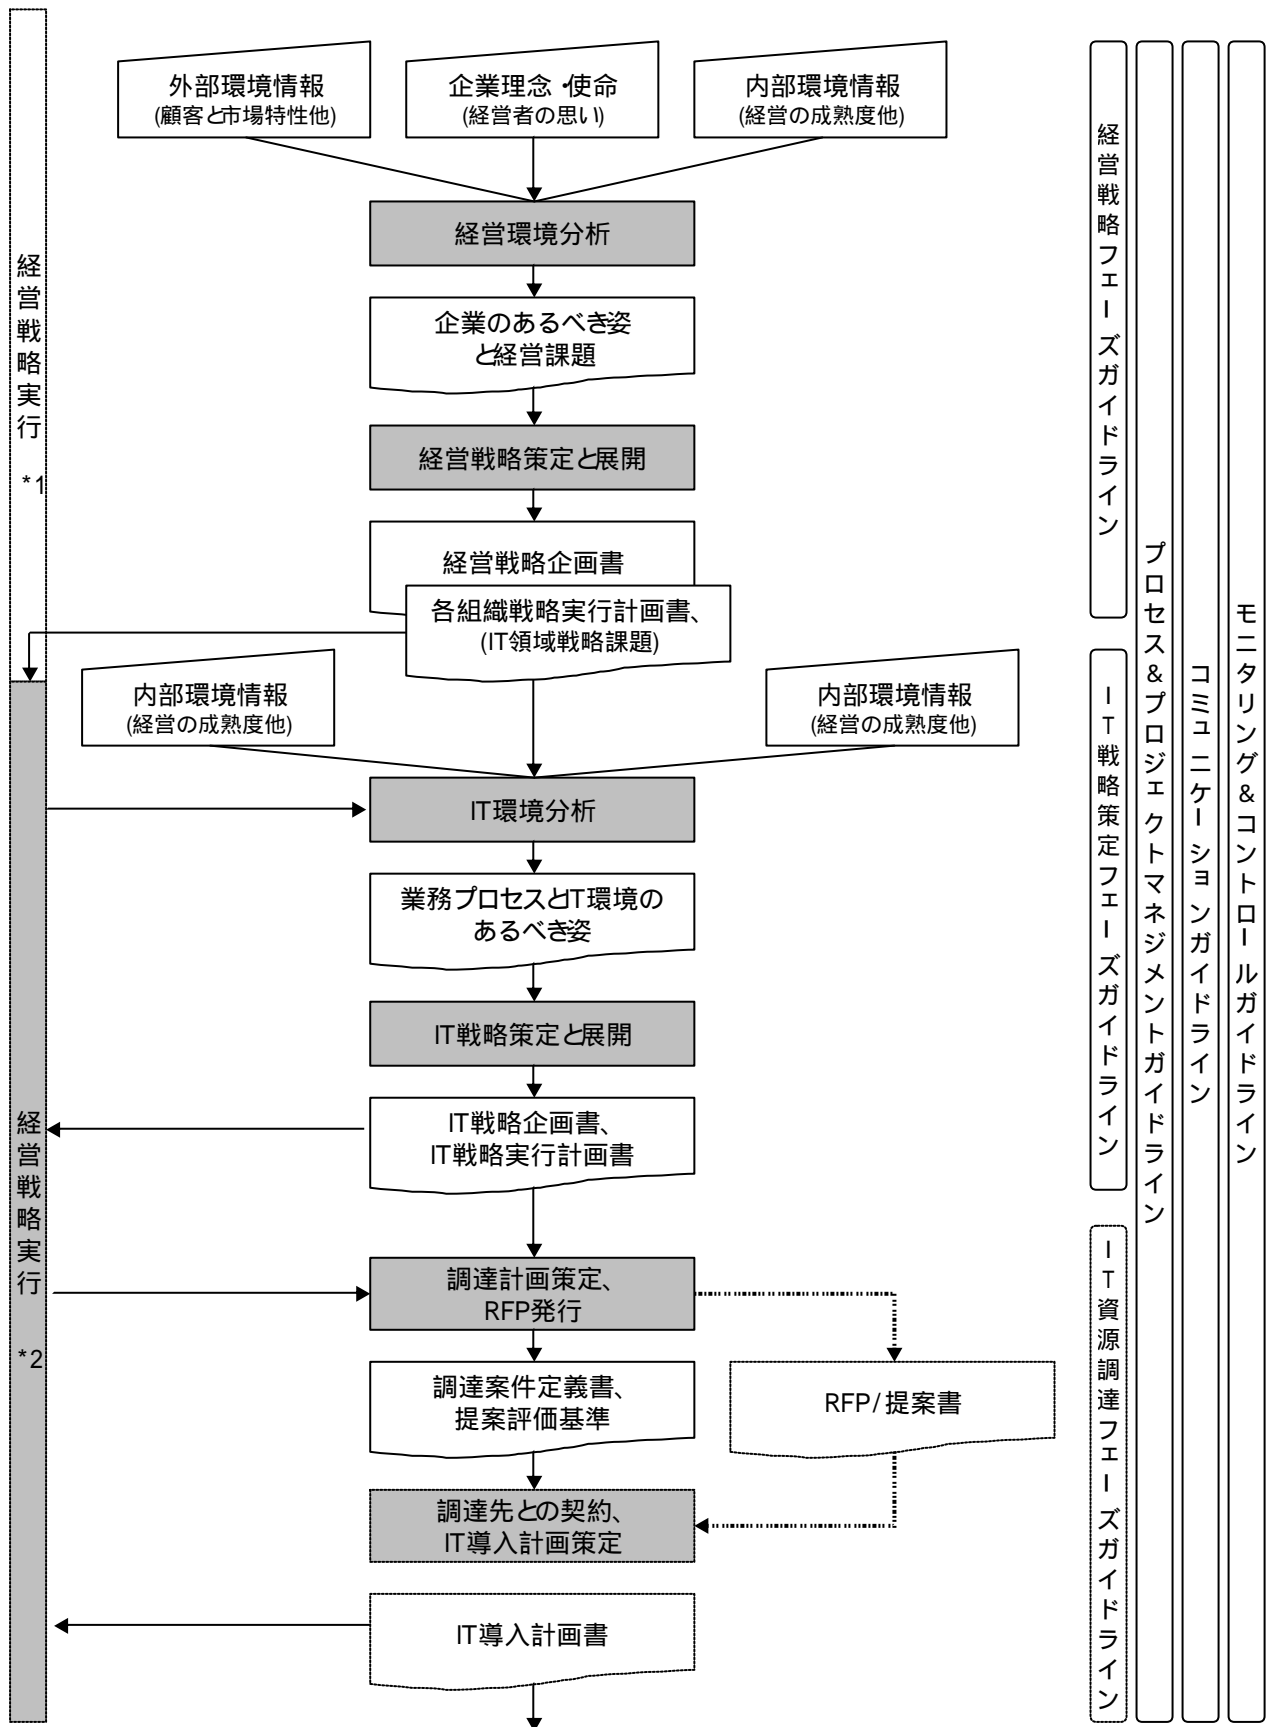 外部環境情報
(顧客と市場特性他)
企業理念・使命
(経営者の思い)
内部環境情報
(経営の成熟度他)
経営環境分析
企業のあるべき姿
と経営課題
経営戦略策定と展開
経営戦略企画書
各組織戦略実行計画書、
(IT領域戦略課題)
経営戦略実行
*1
内部環境情報
(経営の成熟度他)
内部環境情報
(経営の成熟度他)
IT環境分析
業務プロセスとIT環境の
あるべき姿
IT戦略策定と展開
IT戦略企画書、
IT戦略実行計画書
経営戦略実行
*2
調達計画策定、
RFP発行
調達案件定義書、
提案評価基準
RFP/提案書
調達先との契約、
IT導入計画策定
IT導入計画書
経営戦略フェーズガイドライン
IT戦略策定フェーズガイドライン
IT資源調達フェーズガイドライン
プロセス&プロジェクトマネジメントガイドライン
コミュニケーションガイドライン
モニタリング&コントロールガイドライン